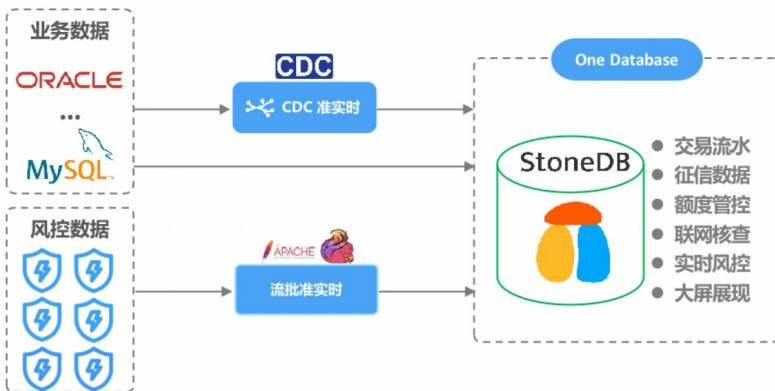 业务数据
ORACLE
...
MySQL
CDC
CDC 准实时
One Database
StoneDB
交易流水
征信数据
额度管控
联网核查
实时风控
大屏展现
风控数据
APACHE
流批准实时